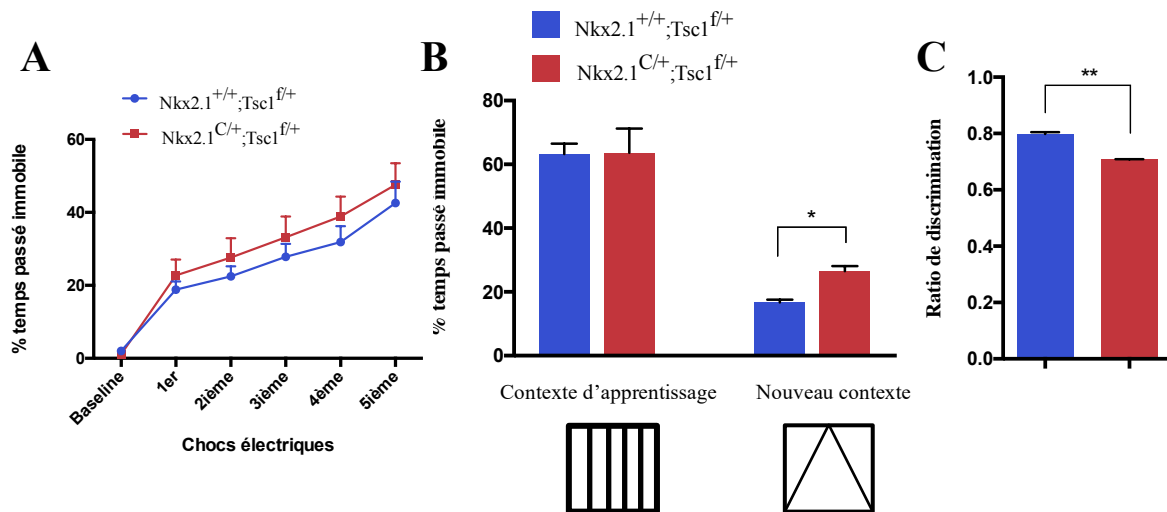 A
Nkx2.1+/+;Tsc1f/+
Nkx2.1C/+;Tsc1f/+
% temps passé immobile
60
40
20
0
Baseline
1er
2ième
3ième
4ème
5ième
Chocs électriques
B
Nkx2.1+/+;Tsc1f/+
Nkx2.1C/+;Tsc1f/+
% temps passé immobile
80
60
40
20
0
*
Contexte d'apprentissage
Nouveau contexte
C
Ratio de discrimination
1.0
0.8
0.6
0.4
0.2
0.0
**